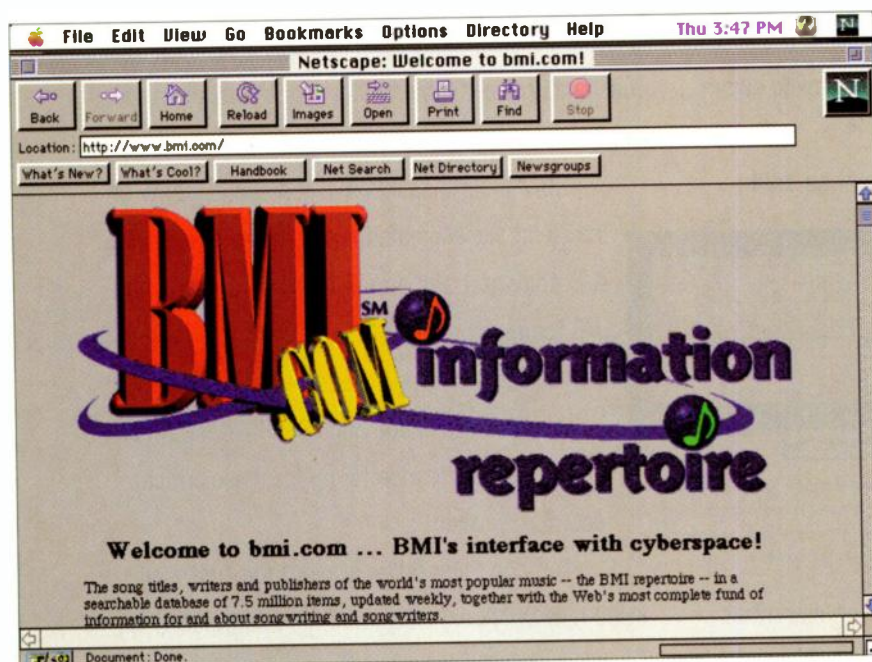 File Edit View Go Bookmarks Options Directory Help Thu 3:47 PM
Netscape: Welcome to bmi.com!
N
Back Forward Home Reload Images Open Print Find Stop
Location: http://www.bmi.com/
What's New? What's Cool? Handbook Net Search Net Directory Newsgroups
BMI SM
.COM
information
repertoire
Welcome to bmi.com ... BMI's interface with cyberspace!
The song titles, writers and publishers of the world's most popular music -- the BMI repertoire -- in a
searchable database of 7.5 million items, updated weekly, together with the Web's most complete fund of
information for and about songwriting and songwriters.
Document: Done.